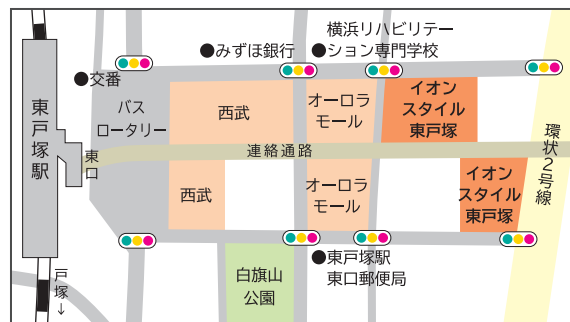 横浜リハビリテー
ション専門学校
みずほ銀行
交番
バス
ロータリー
西武
オーロラ
モール
イオン
スタイル
東戸塚
東戸塚駅
東口
連絡通路
環状2号線
西武
オーロラ
モール
イオン
スタイル
東戸塚
白旗山
公園
東戸塚駅
東口郵便局
戸塚→